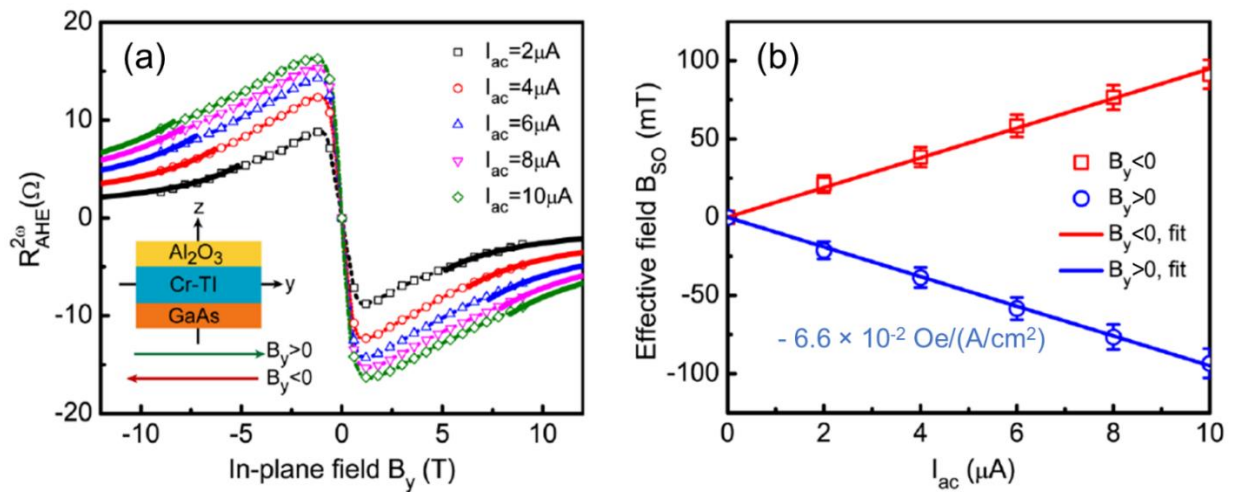 (a)
I_ac=2μA
I_ac=4μA
I_ac=6μA
I_ac=8μA
I_ac=10μA
20
10
0
-10
-20
R_AHE^2ω(Ω)
z
Al₂O₃
Cr-TI
y
GaAs
B_y>0
B_y<0
-10 -5 0 5 10
In-plane field B_y (T)
(b)
100
50
0
-50
-100
Effective field B_SO (mT)
B_y<0
B_y>0
B_y<0, fit
B_y>0, fit
- 6.6 × 10⁻² Oe/(A/cm²)
0 2 4 6 8 10
I_ac (μA)